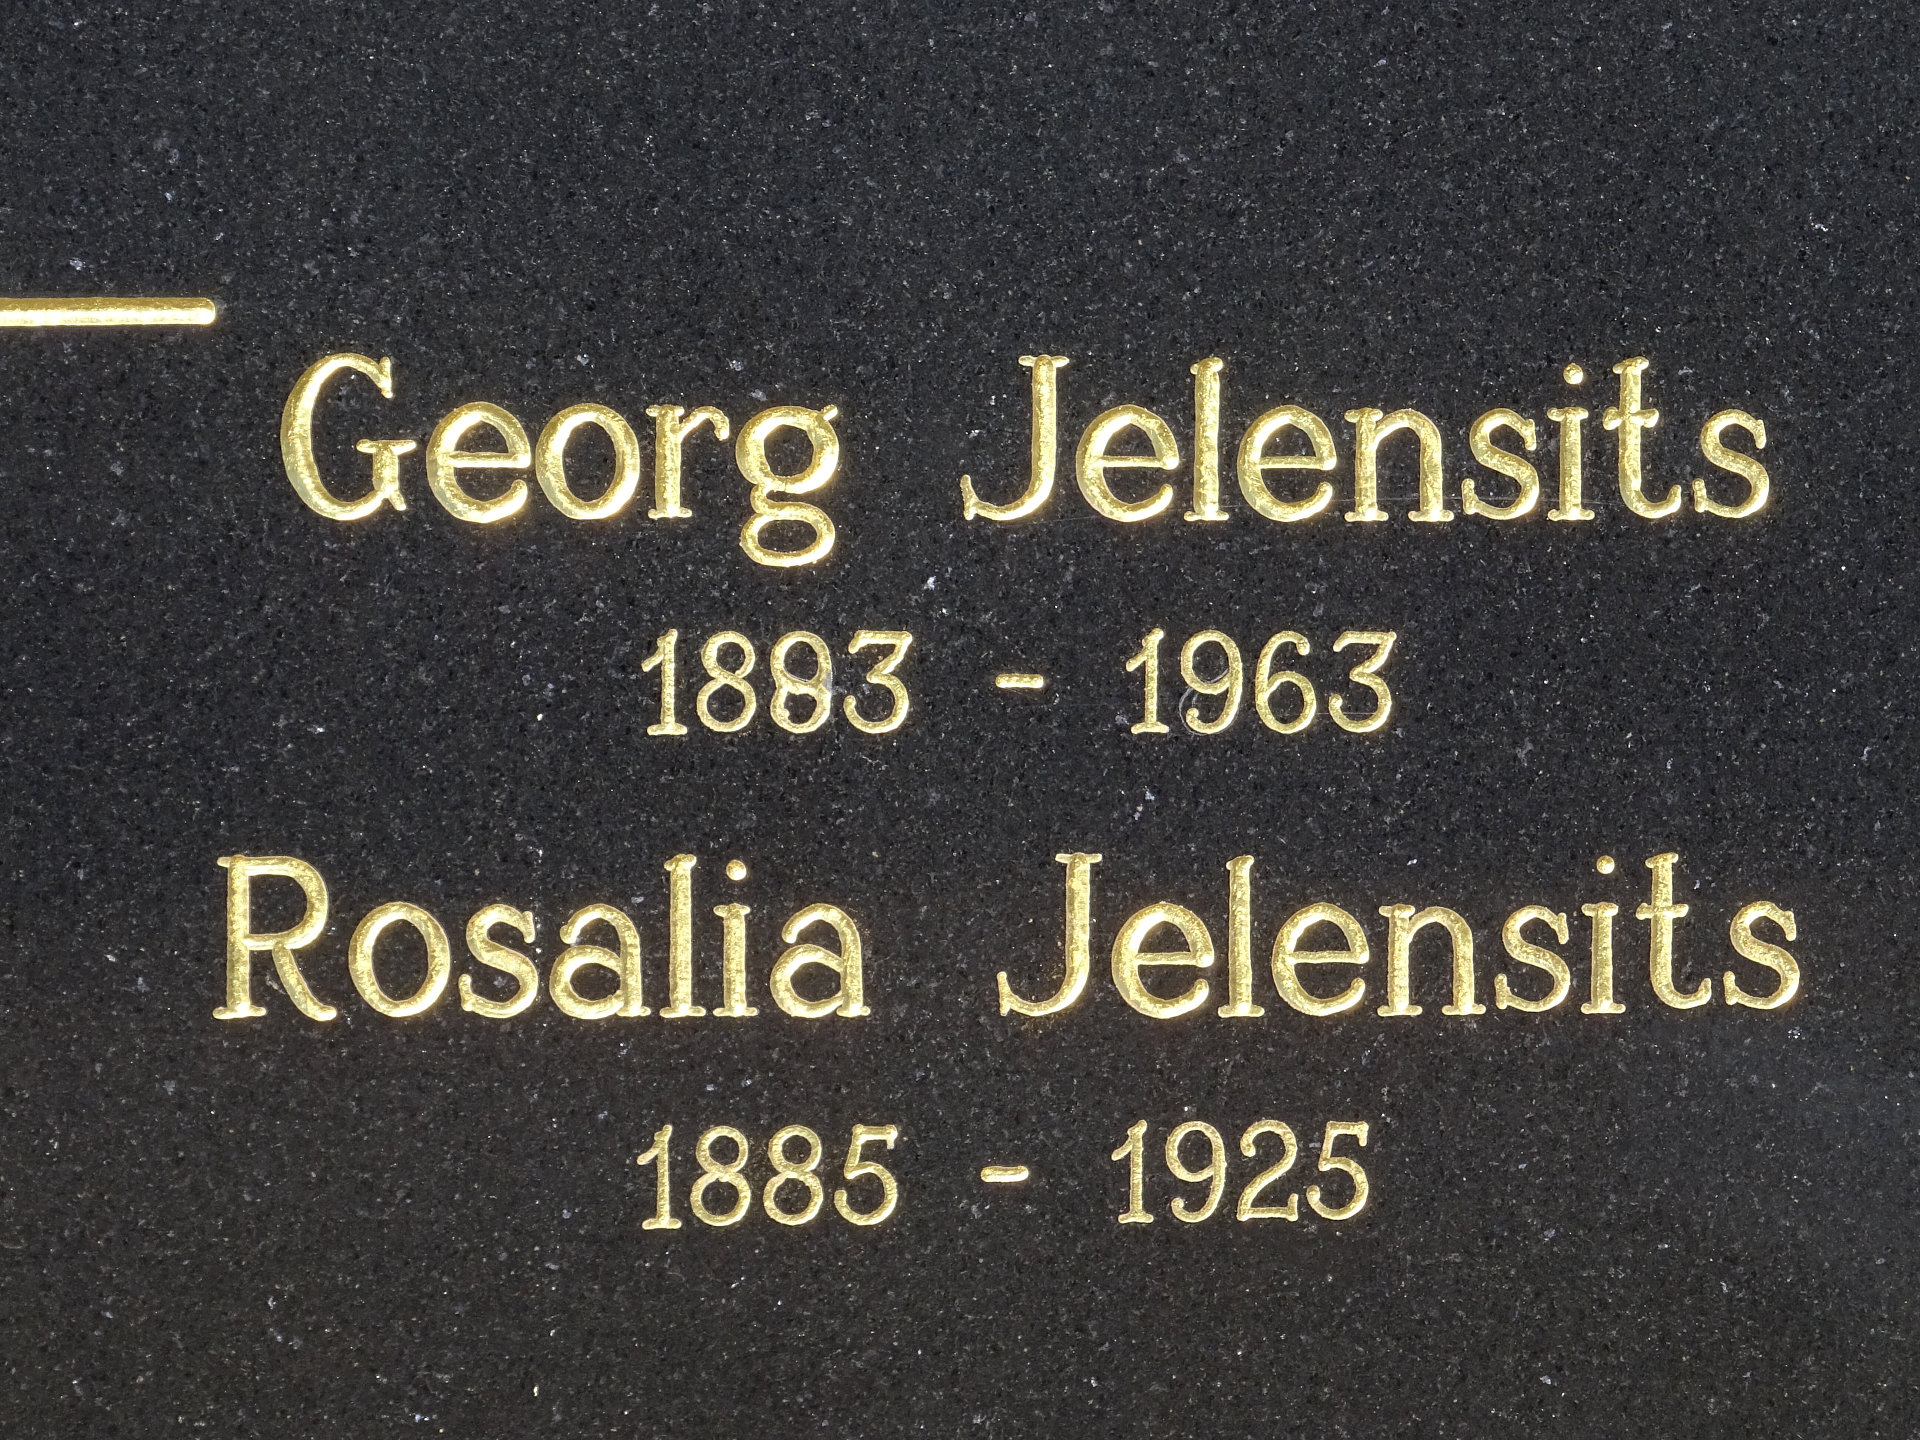 Georg Jelensits
1883 - 1963
Rosalia Jelensits
1885 - 1925